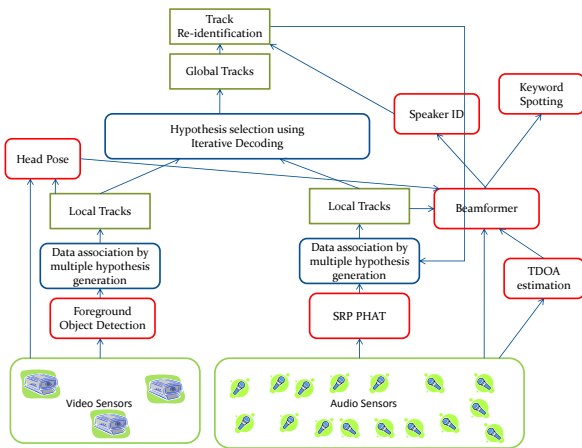 Track
Re-identification
Global Tracks
Keyword
Spotting
Speaker ID
Hypothesis selection using
Iterative Decoding
Head Pose
Local Tracks
Local Tracks
Beamformer
Data association by
multiple hypothesis
generation
Data association by
multiple hypothesis
generation
TDOA
estimation
Foreground
Object Detection
SRP PHAT
Video Sensors
Audio Sensors